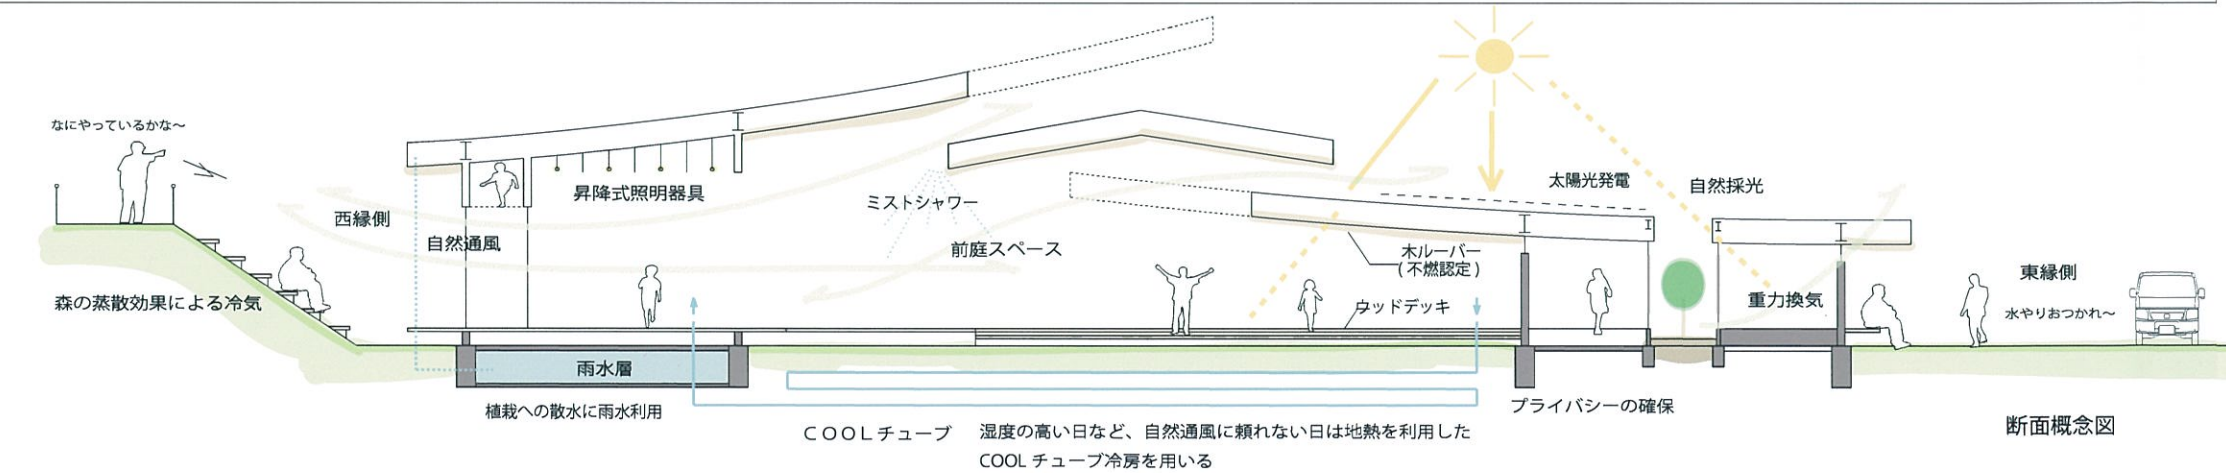 なにやっているかな～
西縁側
自然通風
昇降式照明器具
ミストシャワー
前庭スペース
太陽光発電
自然採光
木ルーバー
(不燃認定)
ウッドデッキ
重力換気
東縁側
水やりおつかれ～
森の蒸散効果による冷気
雨水層
植栽への散水に雨水利用
プライバシーの確保
COOLチューブ
湿度の高い日など、自然通風に頼れない日は地熱を利用した
COOL チューブ冷房を用いる
断面概念図